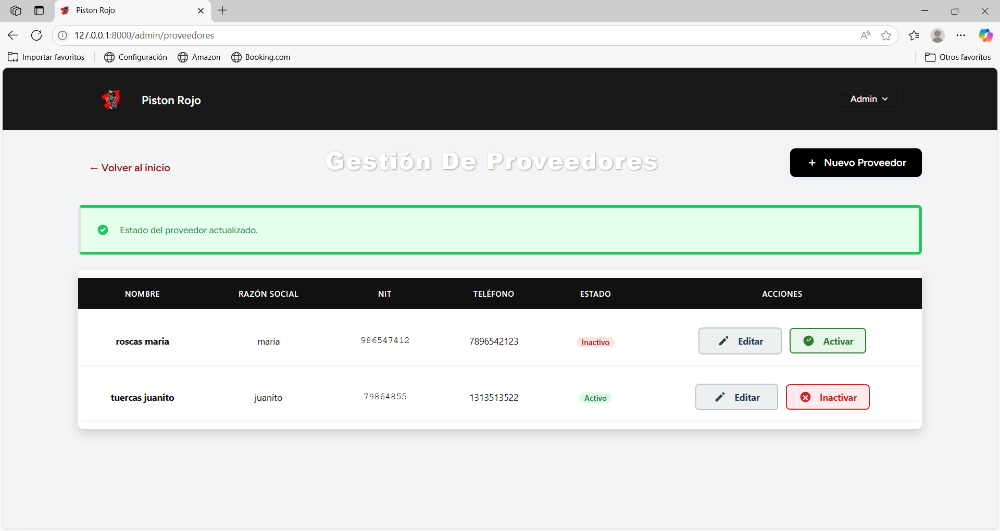 Piston Rojo
127.0.0.1:8000/admin/proveedores
Importar favoritos
Configuración
Amazon
Booking.com
Otros favoritos
Piston Rojo
Admin
← Volver al inicio
Gestión De Proveedores
+ Nuevo Proveedor
Estado del proveedor actualizado.
NOMBRE RAZÓN SOCIAL NIT TELÉFONO ESTADO ACCIONES
roscas maria maria 986547412 7896542123 Inactivo Editar Activar
tuercas juanito juanito 79864855 1313513522 Activo Editar Inactivar